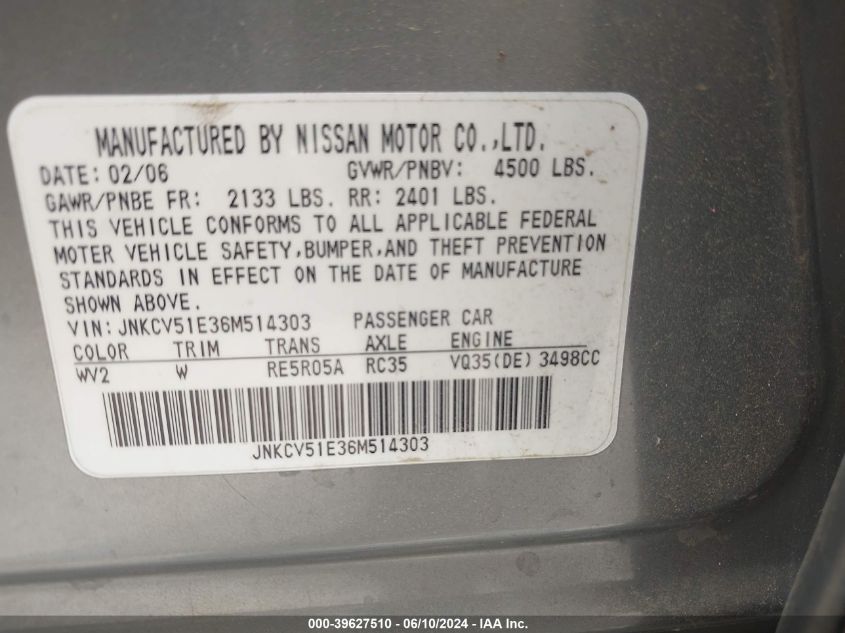 MANUFACTURED BY NISSAN MOTOR CO.,LTD.
DATE: 02/06 GVWR/PNBV: 4500 LBS.
GAWR/PNBE FR: 2133 LBS. RR: 2401 LBS.
THIS VEHICLE CONFORMS TO ALL APPLICABLE FEDERAL
MOTER VEHICLE SAFETY,BUMPER,AND THEFT PREVENTION
STANDARDS IN EFFECT ON THE DATE OF MANUFACTURE
SHOWN ABOVE.
VIN:JNKCV51E36M514303 PASSENGER CAR
COLOR TRIM TRANS AXLE ENGINE
WV2 W RE5R05A RC35 VQ35(DE) 3498CC
JNKCV51E36M514303
000-39627510 - 06/10/2024 - IAA Inc.